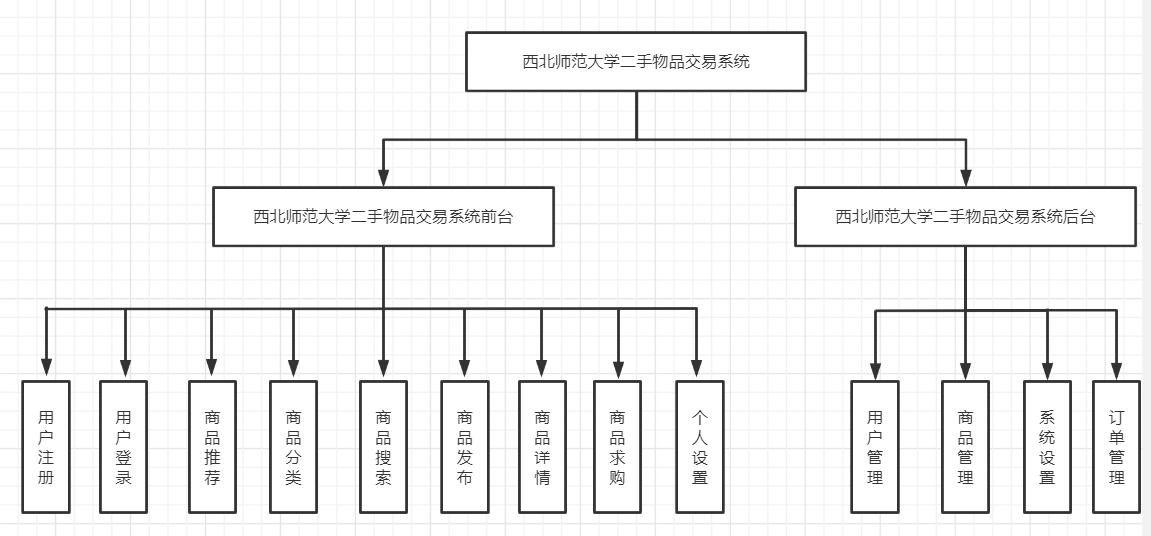 西北师范大学二手物品交易系统
西北师范大学二手物品交易系统前台
西北师范大学二手物品交易系统后台
用户注册
用户登录
商品推荐
商品分类
商品搜索
商品发布
商品详情
商品求购
个人设置
用户管理
商品管理
系统设置
订单管理